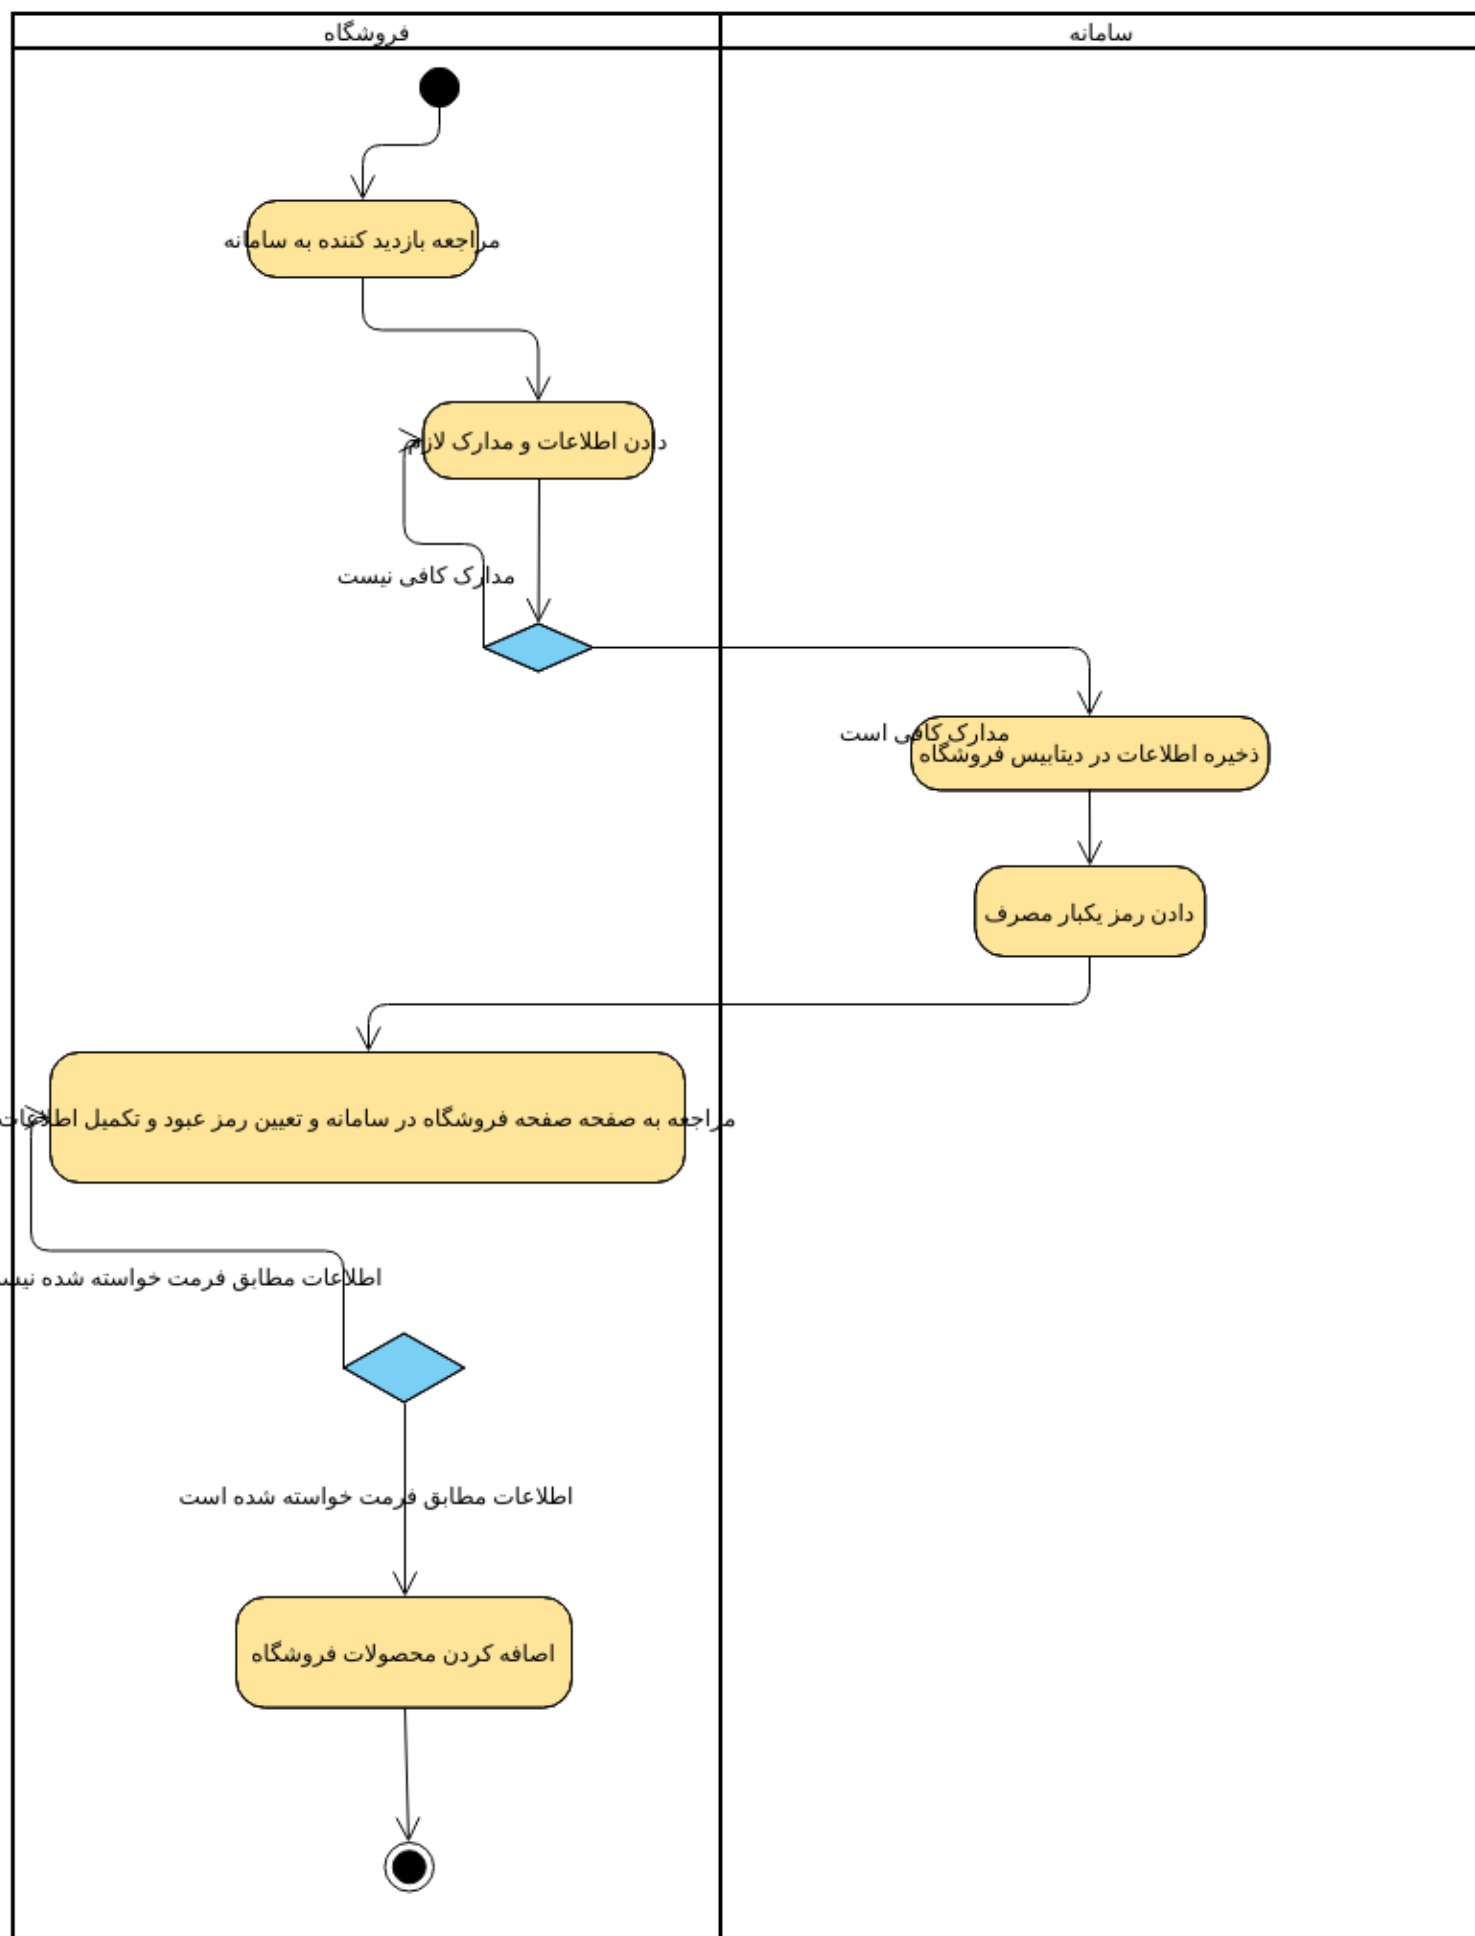 فروشگاه
سامانه
مراجعه بازدید کننده به سامانه
دادن اطلاعات و مدارک لازم
مدارک کافی نیست
مدارک کافی است
ذخیره اطلاعات در دیتابیس فروشگاه
دادن رمز یکبار مصرف
مراجعه به صفحه صفحه فروشگاه در سامانه و تعیین رمز عبود و تکمیل اطلاعات
اطلاعات مطابق فرمت خواسته شده
اطلاعات مطابق فرمت خواسته شده است
اصافه کردن محصولات فروشگاه